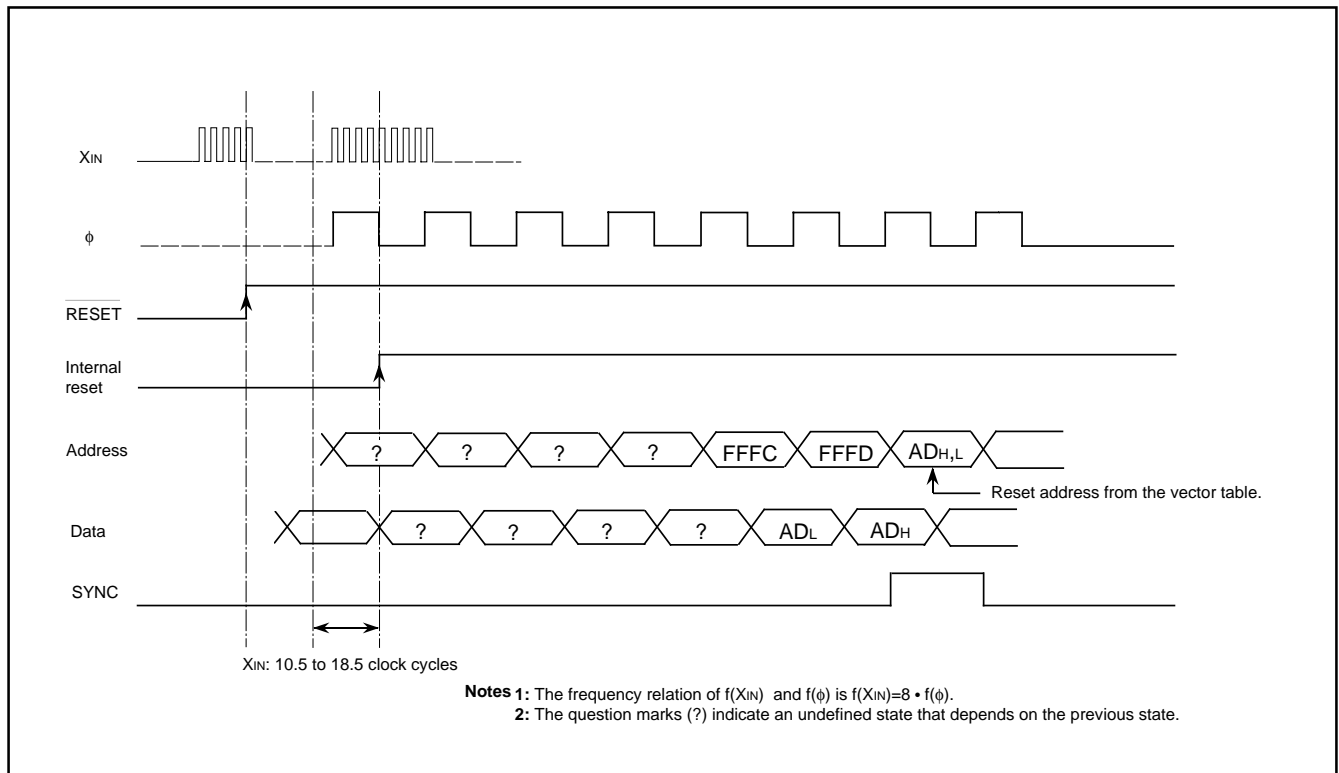 XIN
ϕ
RESET
Internal
reset
Address
? ? ? ? FFFC FFFD ADH,L
Reset address from the vector table.
Data
? ? ? ? ADL ADH
SYNC
XIN: 10.5 to 18.5 clock cycles
Notes 1: The frequency relation of f(XIN) and f(ϕ) is f(XIN)=8 • f(ϕ).
2: The question marks (?) indicate an undefined state that depends on the previous state.